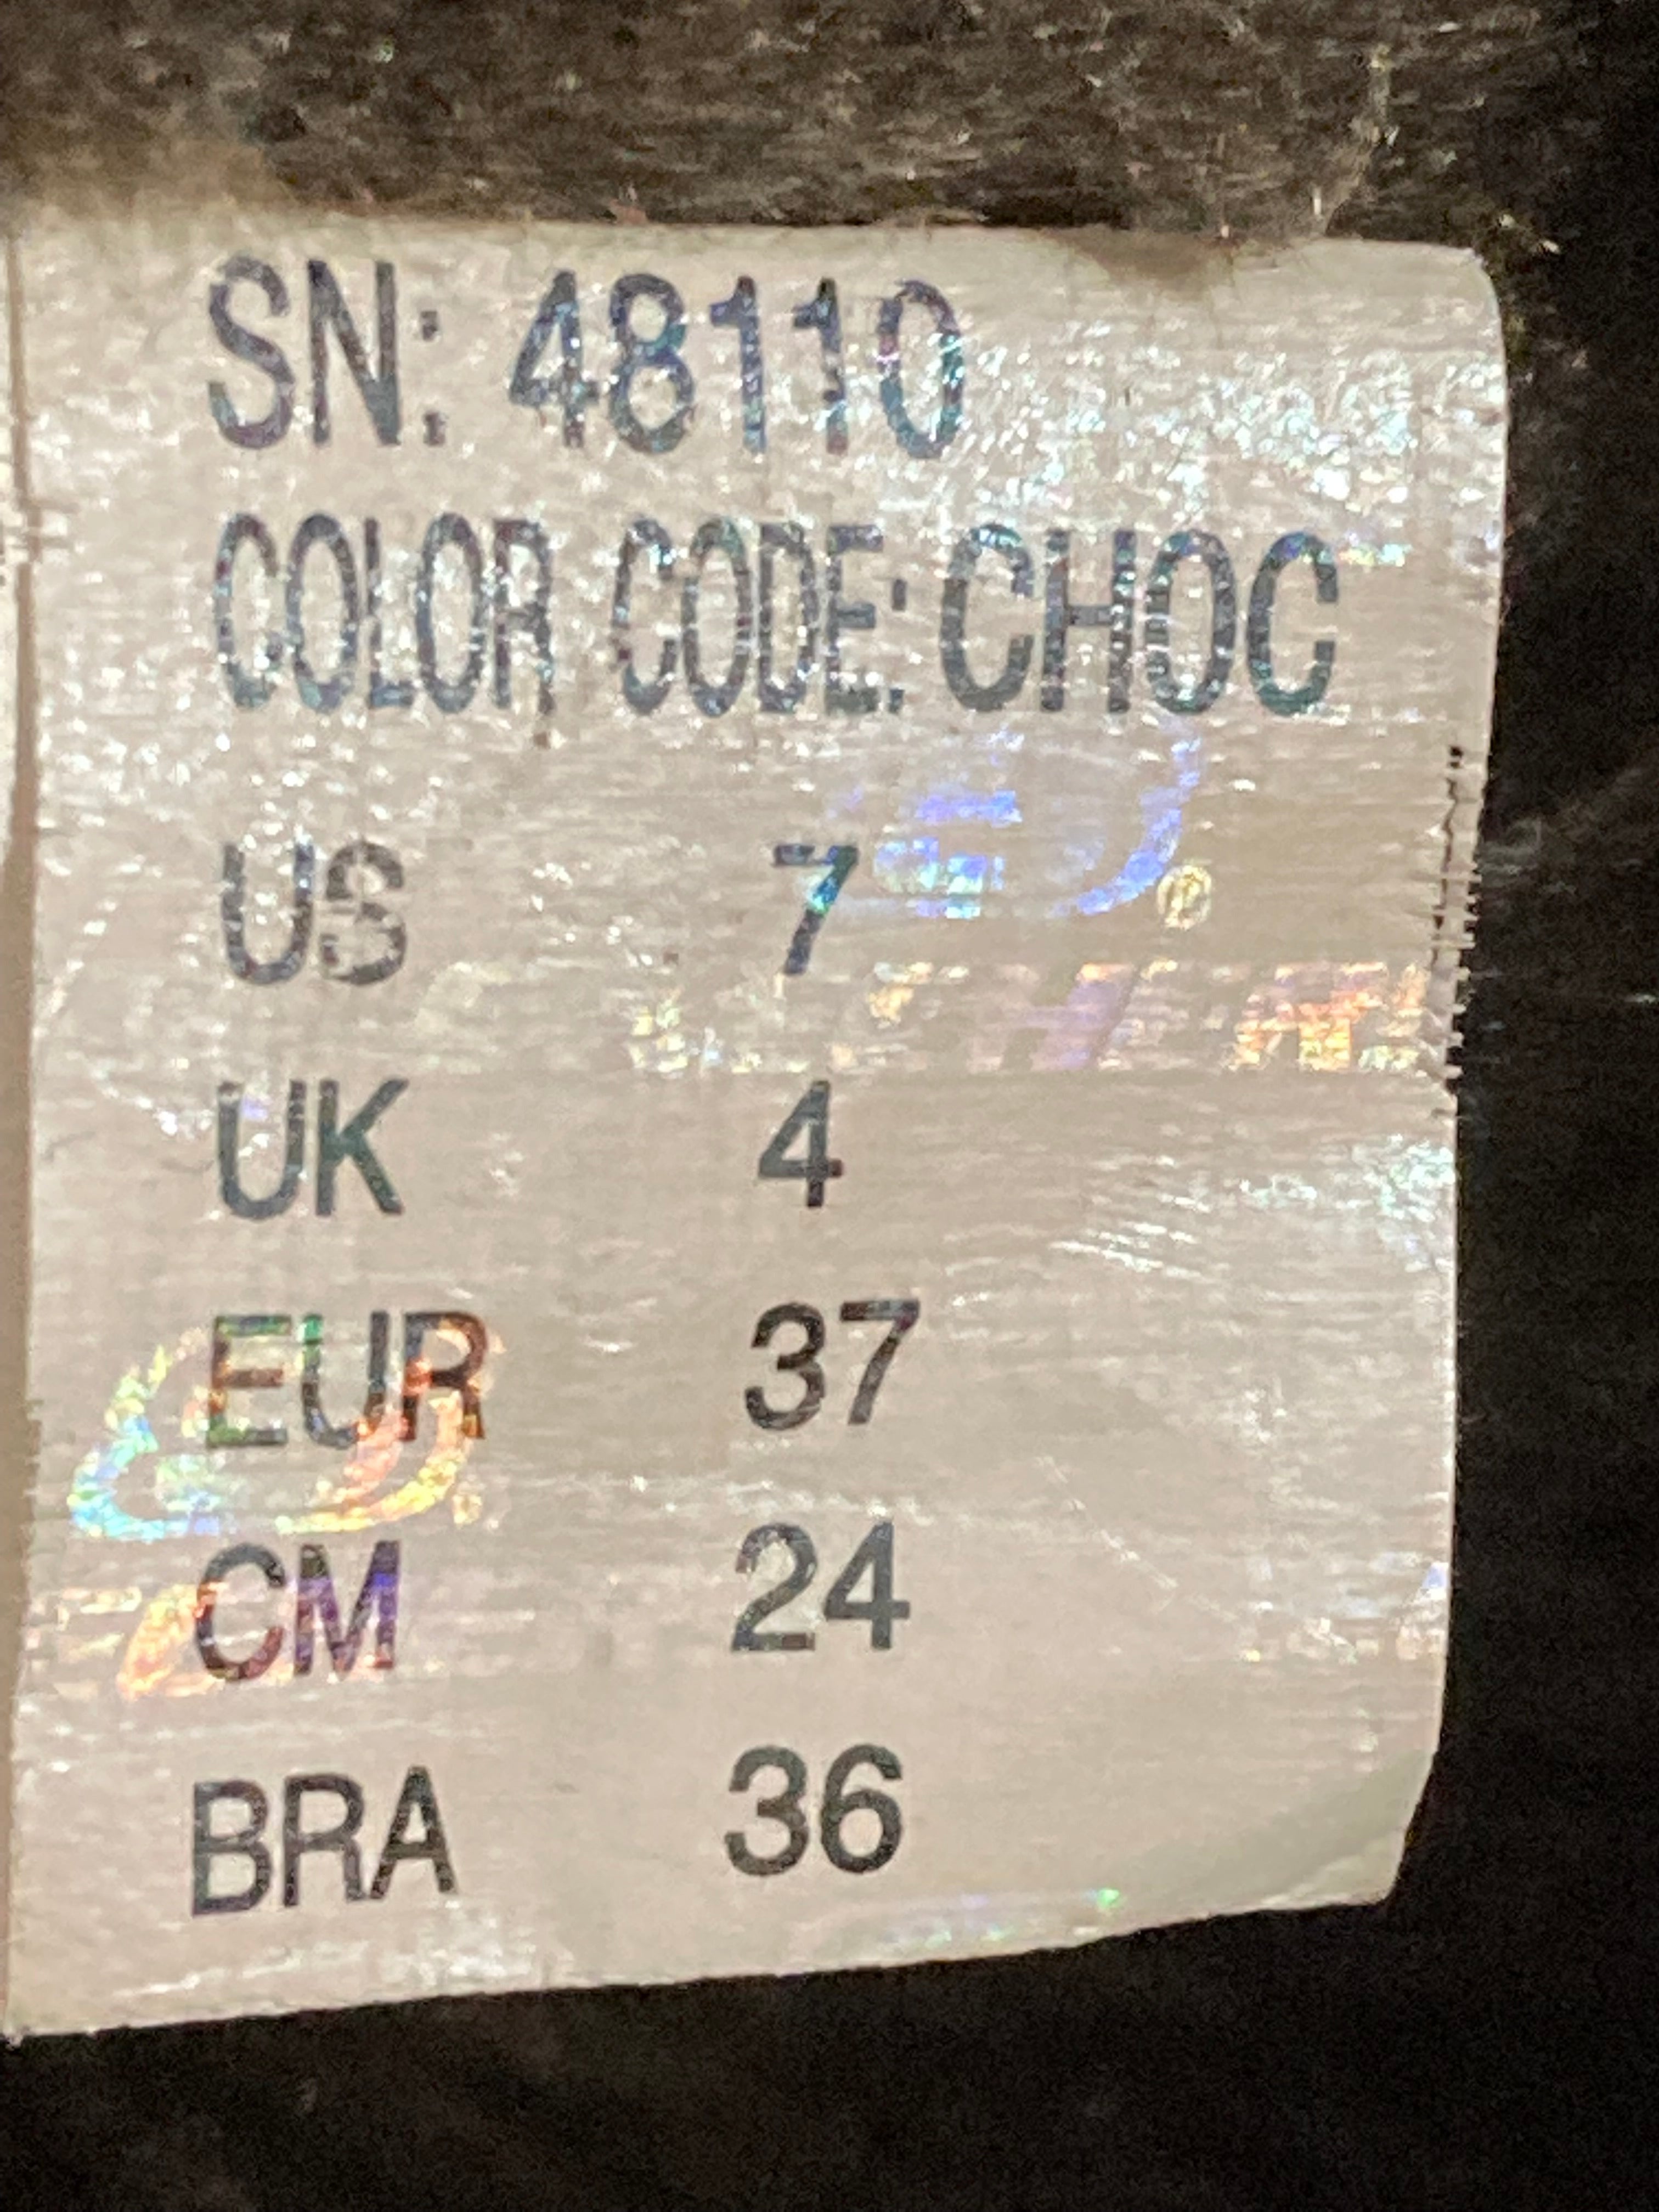 SN: 48110
COLOR CODE: CHOC
US 7
UK 4
EUR 37
CM 24
BRA 36